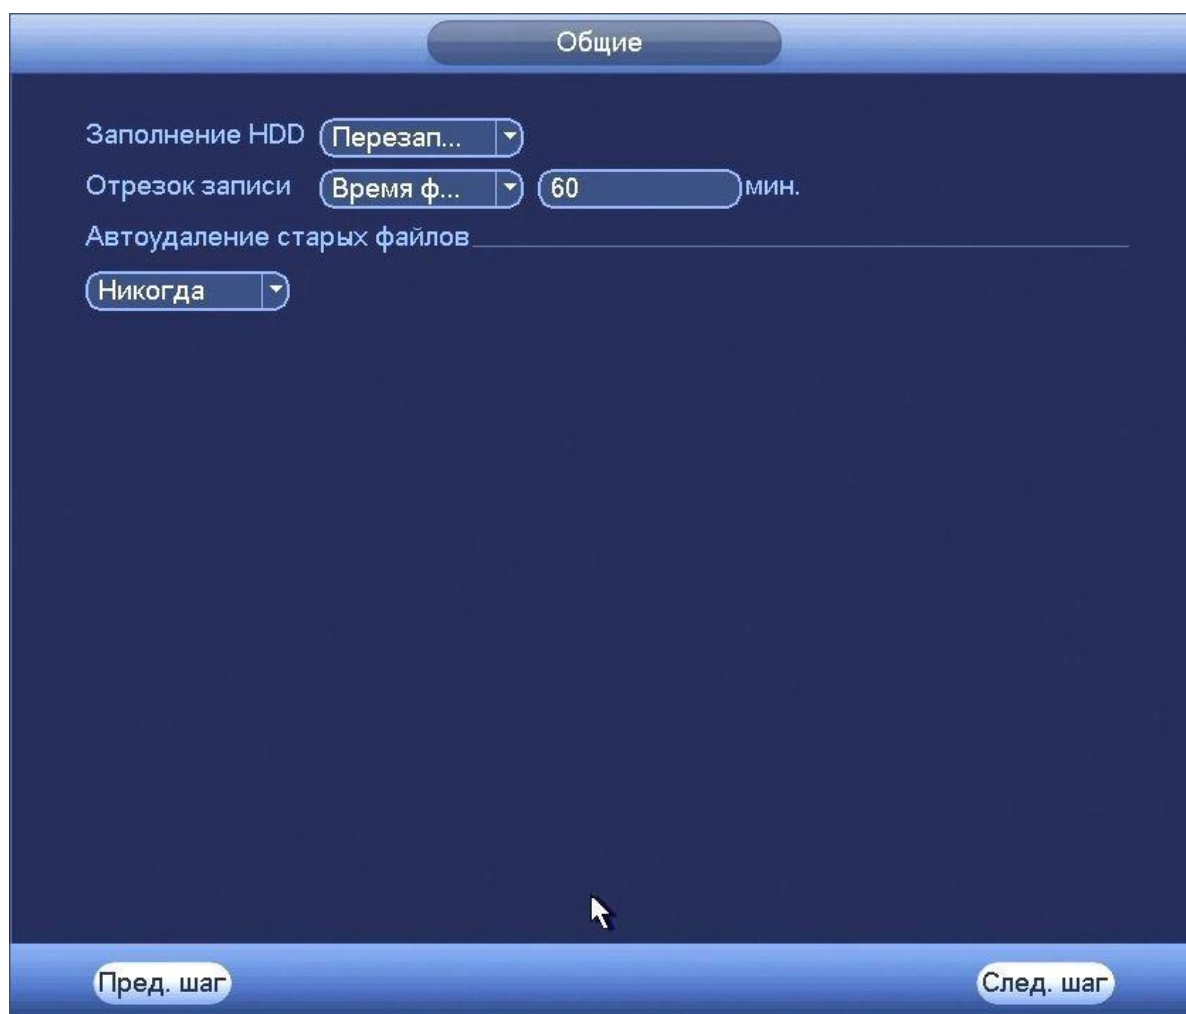 Общие
Заполнение HDD Перезап...
Отрезок записи Время ф... 60 мин.
Автоудаление старых файлов
Никогда
Пред. шаг След. шаг